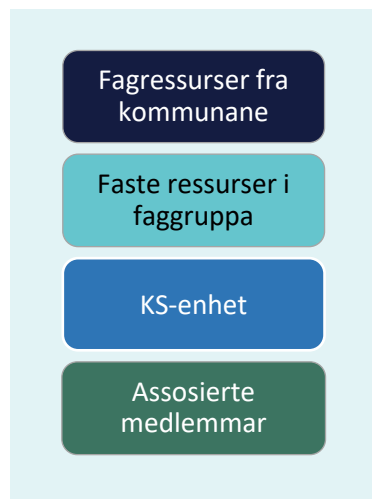 Fagressurser fra
kommunane
Faste ressurser i
faggruppa
KS-enhet
Assosierte
medlemmar